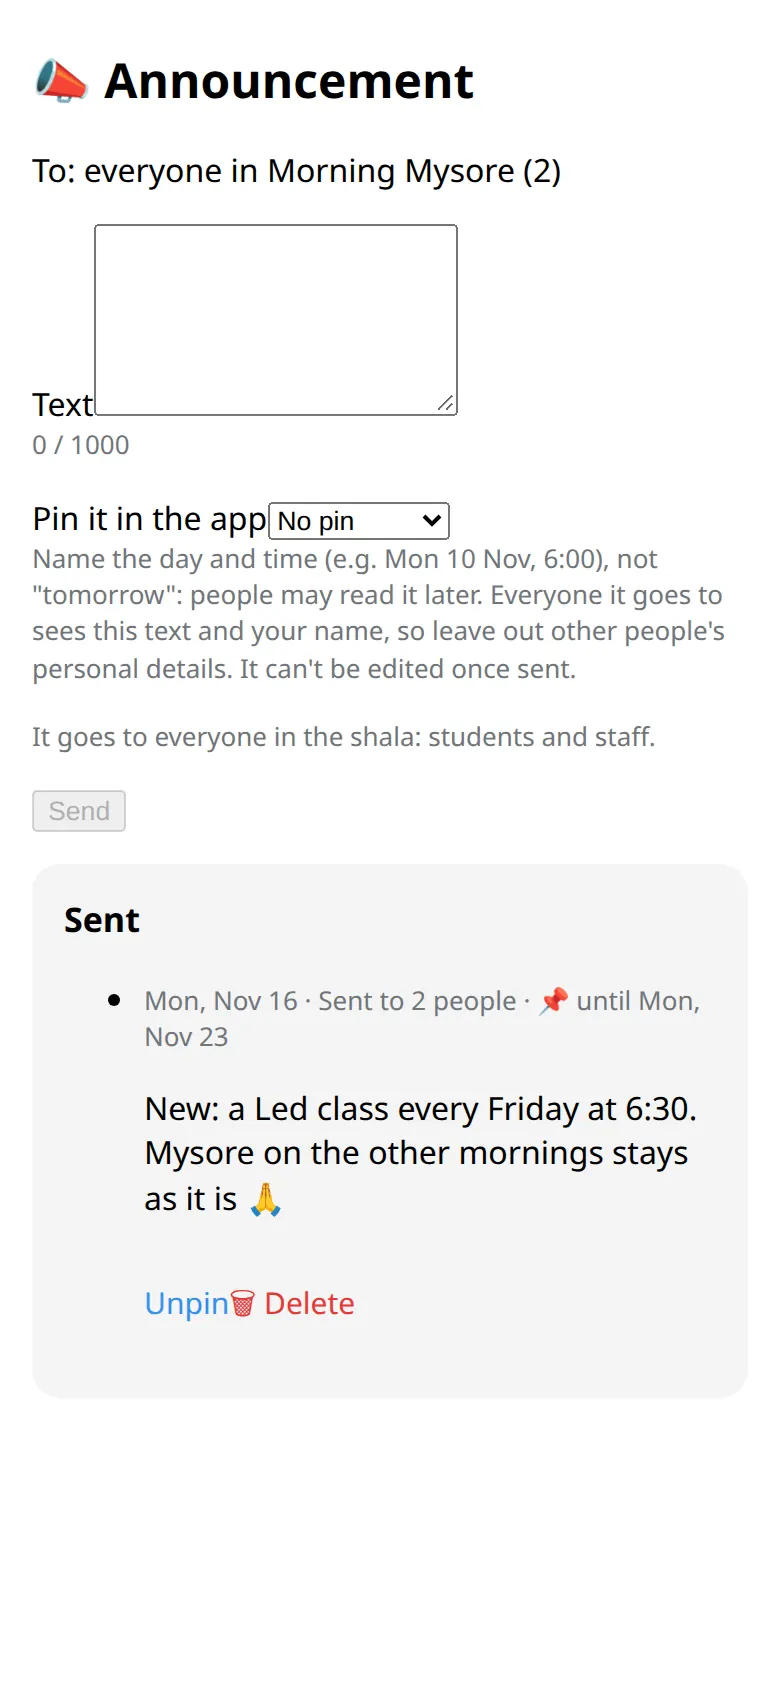 📣 Announcement
To: everyone in Morning Mysore (2)
Text
0 / 1000
Pin it in the app No pin
Name the day and time (e.g. Mon 10 Nov, 6:00), not
"tomorrow": people may read it later. Everyone it goes to
sees this text and your name, so leave out other people's
personal details. It can't be edited once sent.
It goes to everyone in the shala: students and staff.
Send
Sent
• Mon, Nov 16 · Sent to 2 people · 📌 until Mon,
Nov 23
New: a Led class every Friday at 6:30.
Mysore on the other mornings stays
as it is 🙏
Unpin🗑 Delete